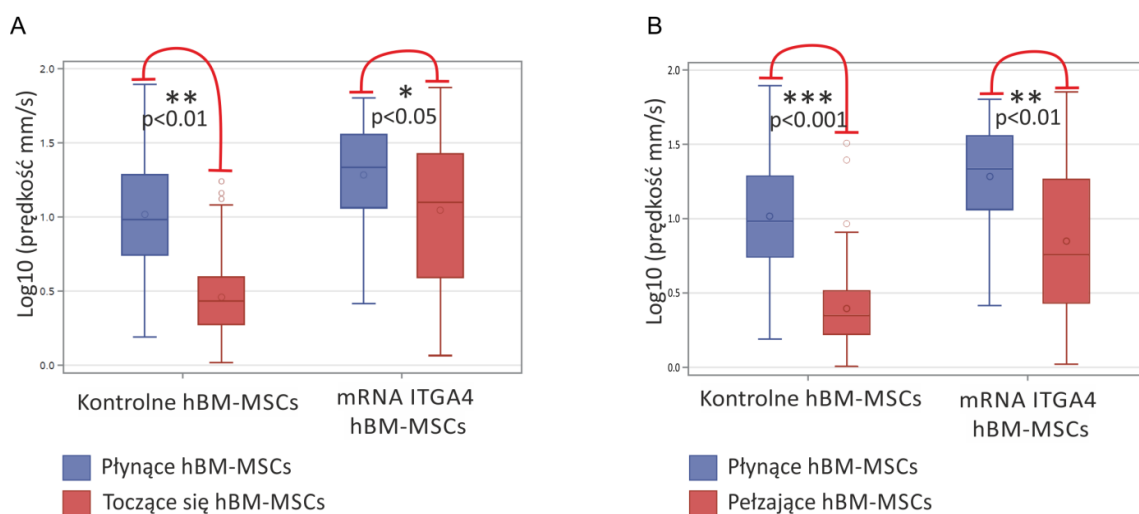 A
Log10 (prędkość mm/s)
2.0
1.5
1.0
0.5
0.0
**
p<0.01
*
p<0.05
Kontrolne hBM-MSCs
mRNA ITGA4
hBM-MSCs
Płynące hBM-MSCs
Toczące się hBM-MSCs
B
Log10 (prędkość mm/s)
2.0
1.5
1.0
0.5
0.0
***
p<0.001
**
p<0.01
Kontrolne hBM-MSCs
mRNA ITGA4
hBM-MSCs
Płynące hBM-MSCs
Pełzające hBM-MSCs